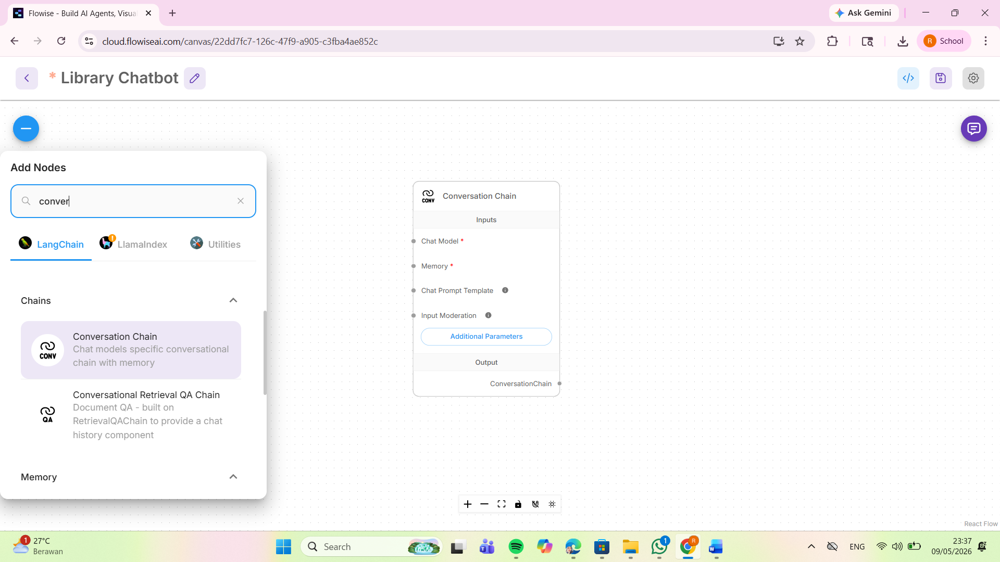 Flowise - Build AI Agents, Visua
Ask Gemini
cloud.flowiseai.com/canvas/22dd7fc7-126c-47f9-a905-c3fba4ae852c
R
School
* Library Chatbot
Add Nodes
conver
LangChain
LlamaIndex
Utilities
Chains
CONV
Conversation Chain
Chat models specific conversational
chain with memory
QA
Conversational Retrieval QA Chain
Document QA - built on
RetrievalQAChain to provide a chat
history component
Memory
CONV
Conversation Chain
Inputs
Chat Model *
Memory *
Chat Prompt Template
Input Moderation
Additional Parameters
Output
ConversationChain
React Flow
1
27°C
Berawan
Search
1
R
ENG
23:37
09/05/2026